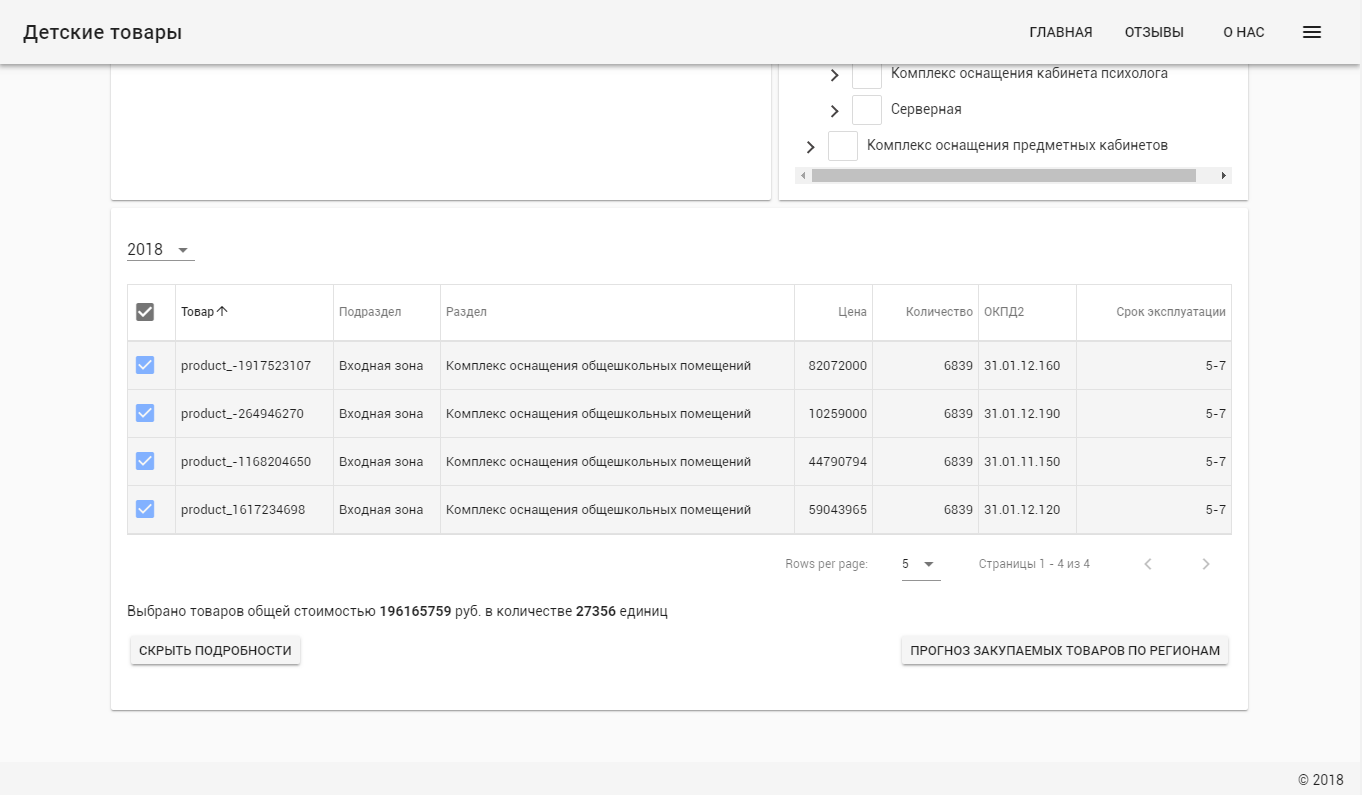 Детские товары
ГЛАВНАЯ ОТЗЫВЫ О НАС
Комплекс оснащения кабинета психолога
Серверная
Комплекс оснащения предметных кабинетов
2018
Товар Подраздел Раздел Цена Количество ОКПД2 Срок эксплуатации
product_-1917523107 Входная зона Комплекс оснащения общешкольных помещений 82072000 6839 31.01.12.160 5-7
product_-264946270 Входная зона Комплекс оснащения общешкольных помещений 10259000 6839 31.01.12.190 5-7
product_-1168204650 Входная зона Комплекс оснащения общешкольных помещений 44790794 6839 31.01.11.150 5-7
product_1617234698 Входная зона Комплекс оснащения общешкольных помещений 59043965 6839 31.01.12.120 5-7
Rows per page: 5 Страницы 1 - 4 из 4
Выбрано товаров общей стоимостью 196165759 руб. в количестве 27356 единиц
СКРЫТЬ ПОДРОБНОСТИ ПРОГНОЗ ЗАКУПАЕМЫХ ТОВАРОВ ПО РЕГИОНАМ
© 2018